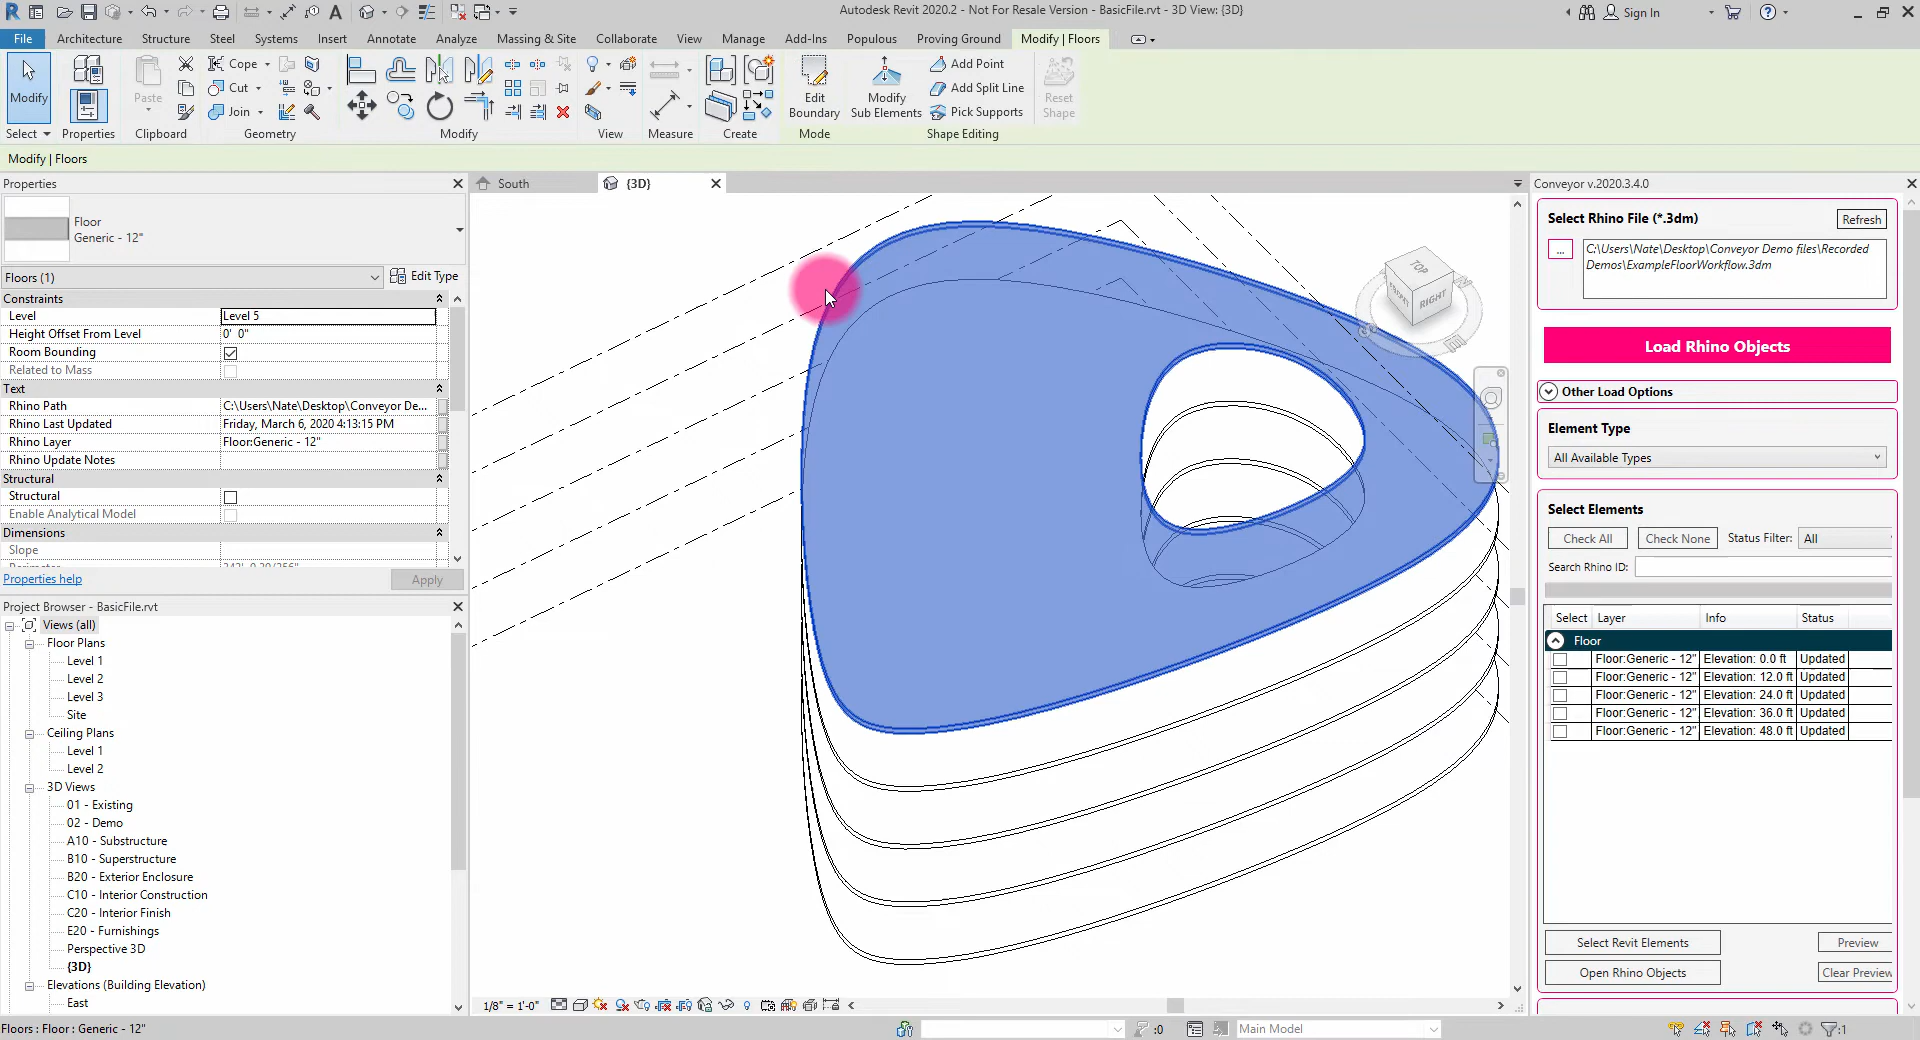 Autodesk Revit 2020.2 - Not For Resale Version - BasicFile.rvt - 3D View: {3D}
Sign In
File Architecture Structure Steel Systems Insert Annotate Analyze Massing & Site Collaborate View Manage Add-Ins Populous Proving Ground Modify | Floors
Modify
Select
Properties
Paste
Clipboard
Cope
Cut
Join
Geometry
Modify
View
Measure
Create
Edit
Boundary
Mode
Modify
Sub Elements
Add Point
Add Split Line
Pick Supports
Shape Editing
Reset
Shape
Modify | Floors
Properties
Floor
Generic - 12"
Floors (1)
Edit Type
Constraints
Level Level 5
Height Offset From Level 0' 0"
Room Bounding
Related to Mass
Text
Rhino Path C:\Users\Nate\Desktop\Conveyor De...
Rhino Last Updated Friday, March 6, 2020 4:13:15 PM
Rhino Layer Floor:Generic - 12"
Rhino Update Notes
Structural
Structural
Enable Analytical Model
Dimensions
Slope
Properties help
Apply
Project Browser - BasicFile.rvt
Views (all)
Floor Plans
Level 1
Level 2
Level 3
Site
Ceiling Plans
Level 1
Level 2
3D Views
01 - Existing
02 - Demo
A10 - Substructure
B10 - Superstructure
B20 - Exterior Enclosure
C10 - Interior Construction
C20 - Interior Finish
E20 - Furnishings
Perspective 3D
{3D}
Elevations (Building Elevation)
East
South
{3D}
TOP
FRONT
RIGHT
1/8" = 1'-0"
Conveyor v.2020.3.4.0
Select Rhino File (*.3dm)
Refresh
...
C:\Users\Nate\Desktop\Conveyor Demo files\Recorded
Demos\ExampleFloorWorkflow.3dm
Load Rhino Objects
Other Load Options
Element Type
All Available Types
Select Elements
Check All
Check None
Status Filter: All
Search Rhino ID:
Select Layer Info Status
Floor
Floor:Generic - 12" Elevation: 0.0 ft Updated
Floor:Generic - 12" Elevation: 12.0 ft Updated
Floor:Generic - 12" Elevation: 24.0 ft Updated
Floor:Generic - 12" Elevation: 36.0 ft Updated
Floor:Generic - 12" Elevation: 48.0 ft Updated
Select Revit Elements
Preview
Open Rhino Objects
Clear Preview
Floors : Floor : Generic - 12"
:0
Main Model
:1